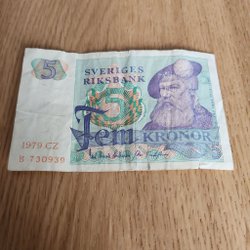 5
SVERIGES
RIKSBANK
5
Fem KRONOR
1979 CZ
B 730939